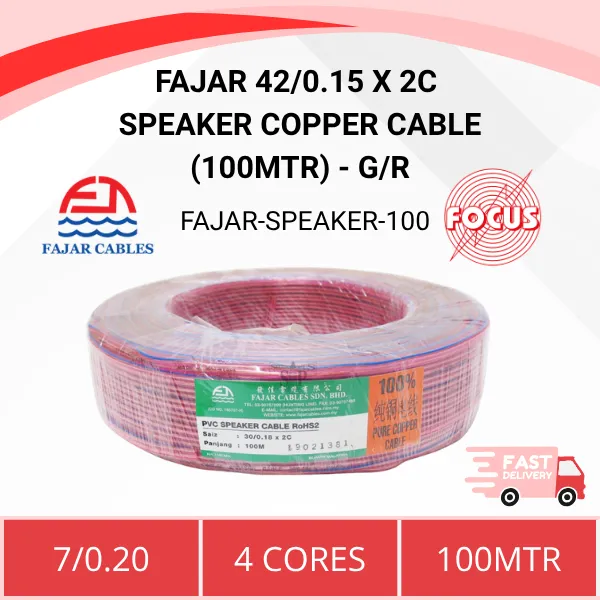 FAJAR 42/0.15 X 2C
SPEAKER COPPER CABLE
(100MTR) - G/R
FAJAR-SPEAKER-100
FAJAR CABLES
FOCUS
FAJAR CABLES SDN. BHD.
PVC SPEAKER CABLE RoHS2
Saiz : 30/0.18 x 2C
Panjang : 100M
19021381
100%
PURE COPPER
CABLE
FAST
DELIVERY
7/0.20
4 CORES
100MTR